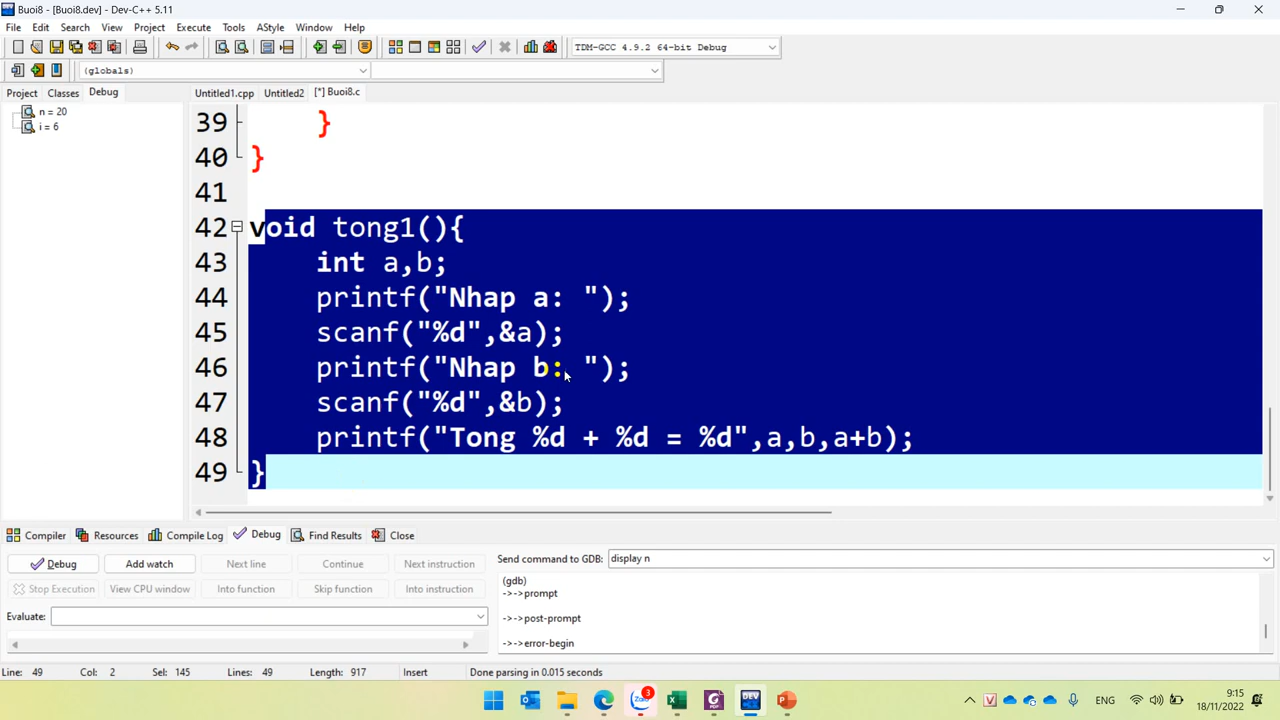 Buoi8 - [Buoi8.dev] - Dev-C++ 5.11
File Edit Search View Project Execute Tools AStyle Window Help
TDM-GCC 4.9.2 64-bit Debug
(globals)
Project Classes Debug Untitled1.cpp Untitled2 [*] Buoi8.c
n = 20
i = 6
39 }
40 }
41
42 void tong1(){
43 int a,b;
44 printf("Nhap a: ");
45 scanf("%d",&a);
46 printf("Nhap b: ");
47 scanf("%d",&b);
48 printf("Tong %d + %d = %d",a,b,a+b);
49 }
Compiler Resources Compile Log Debug Find Results Close
Debug Add watch Next line Continue Next instruction
Stop Execution View CPU window Into function Skip function Into instruction
Evaluate:
Send command to GDB: display n
(gdb)
->->prompt
->->post-prompt
->->error-begin
Line: 49 Col: 2 Sel: 145 Lines: 49 Length: 917 Insert Done parsing in 0.015 seconds
Zalo 3 DEV ENG 9:15
18/11/2022